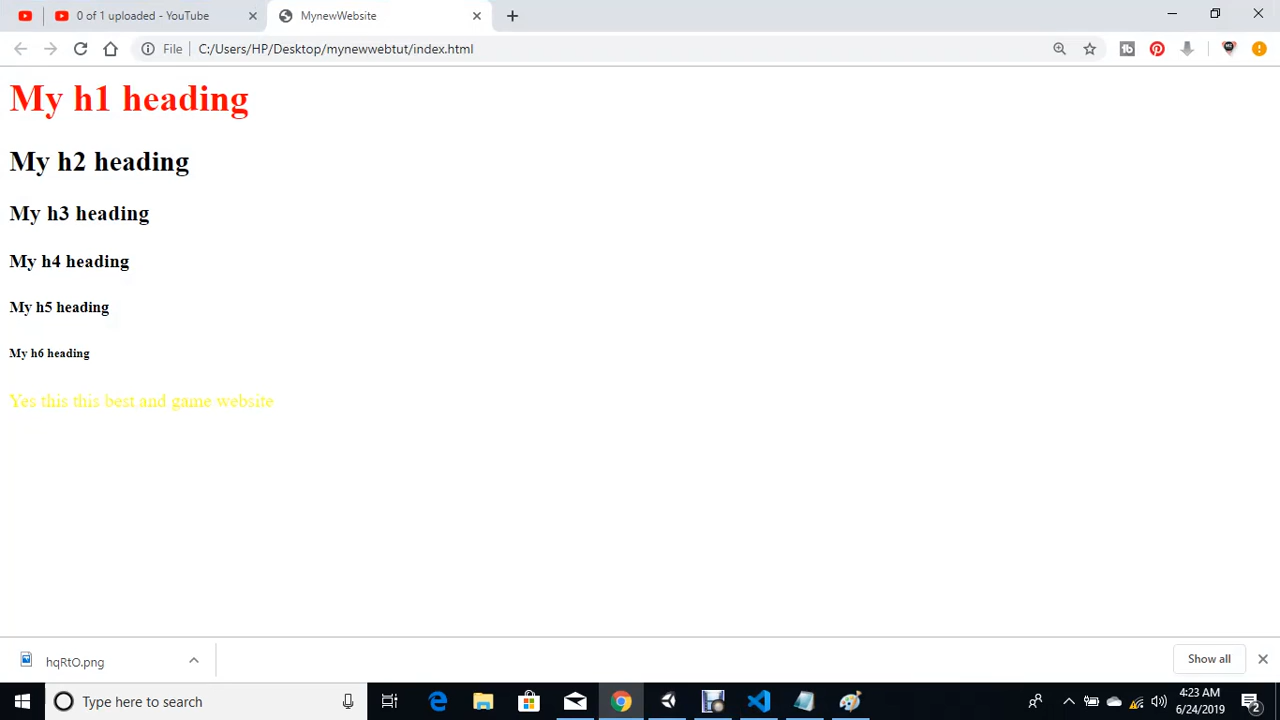 0 of 1 uploaded - YouTube
MynewWebsite
File
C:/Users/HP/Desktop/mynewwebtut/index.html
My h1 heading
My h2 heading
My h3 heading
My h4 heading
My h5 heading
My h6 heading
Yes this this best and game website
hqRtO.png
Show all
Type here to search
4:23 AM
6/24/2019
2